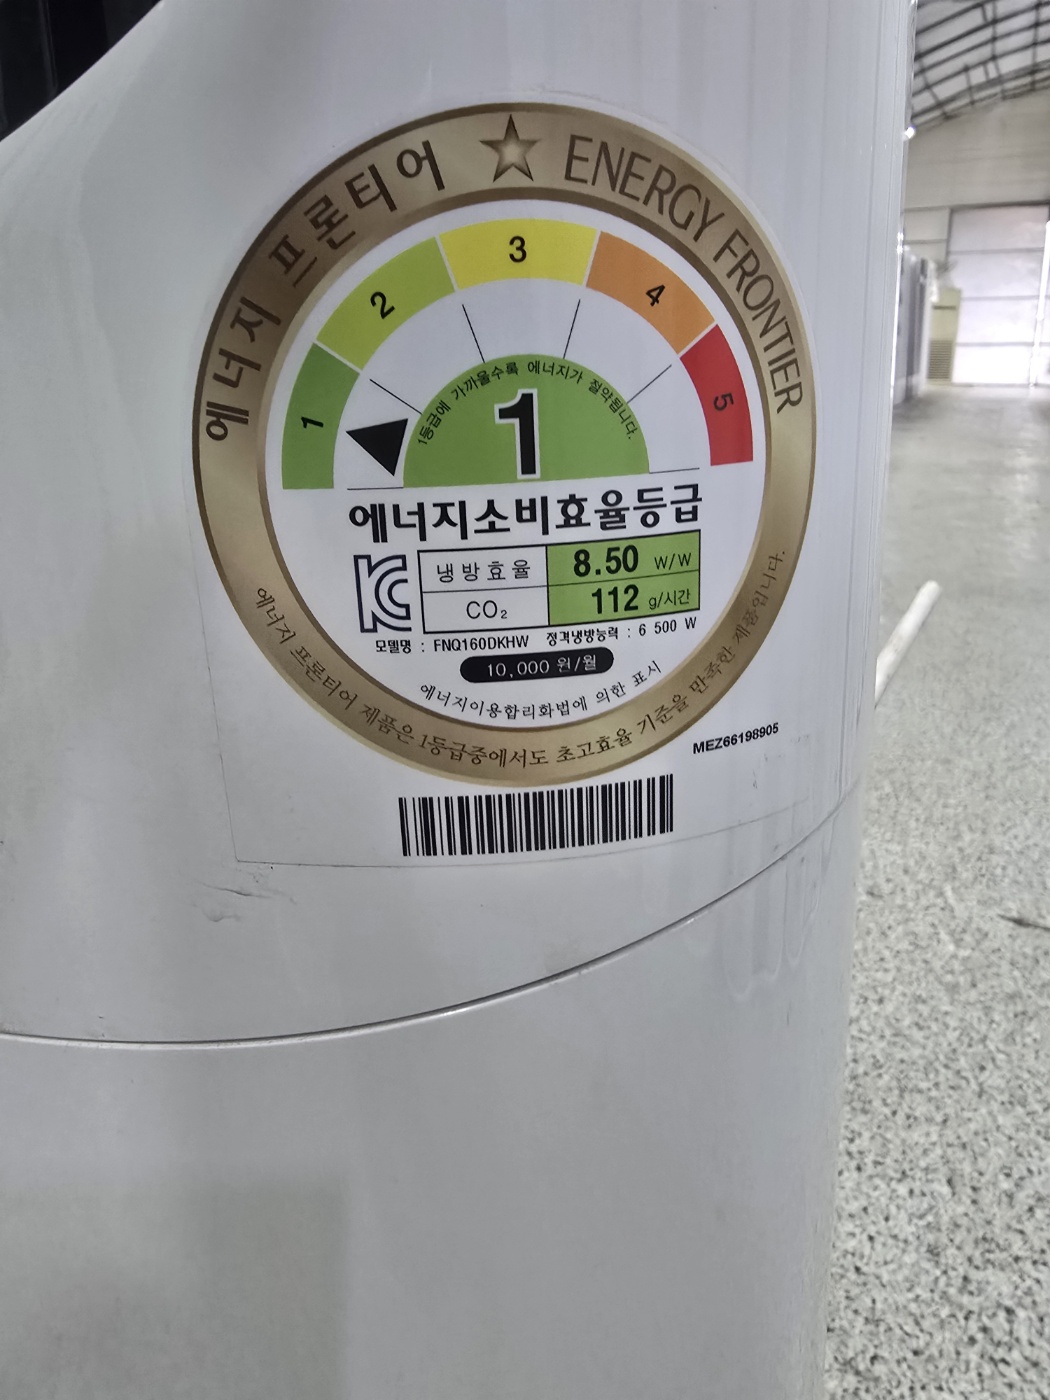 에너지 프론티어 ★ ENERGY FRONTIER
1 2 3 4 5
1등급에 가까울수록 에너지가 절약됩니다.
1
에너지소비효율등급
냉방효율 8.50 W/W
CO₂ 112 g/시간
모델명 : FNQ160DKHW 정격냉방능력 : 6 500 W
10,000 원/월
에너지이용합리화법에 의한 표시
에너지 프론티어 제품은 1등급중에서도 초고효율 기준을 만족한 제품입니다.
MEZ66198905